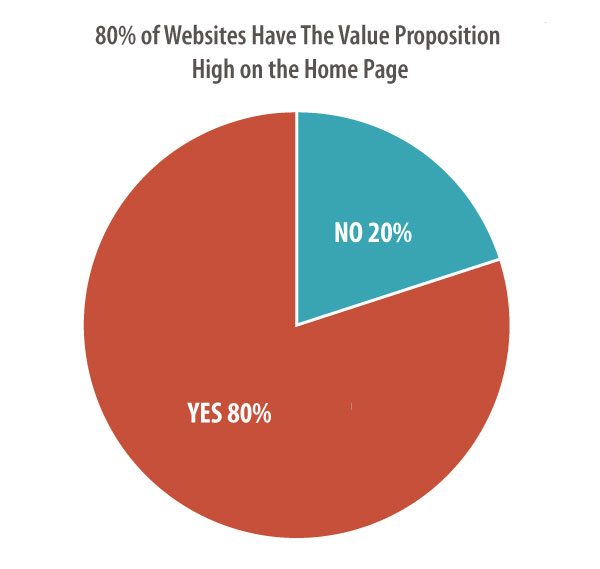 80% of Websites Have The Value Proposition
High on the Home Page
NO 20%
YES 80%